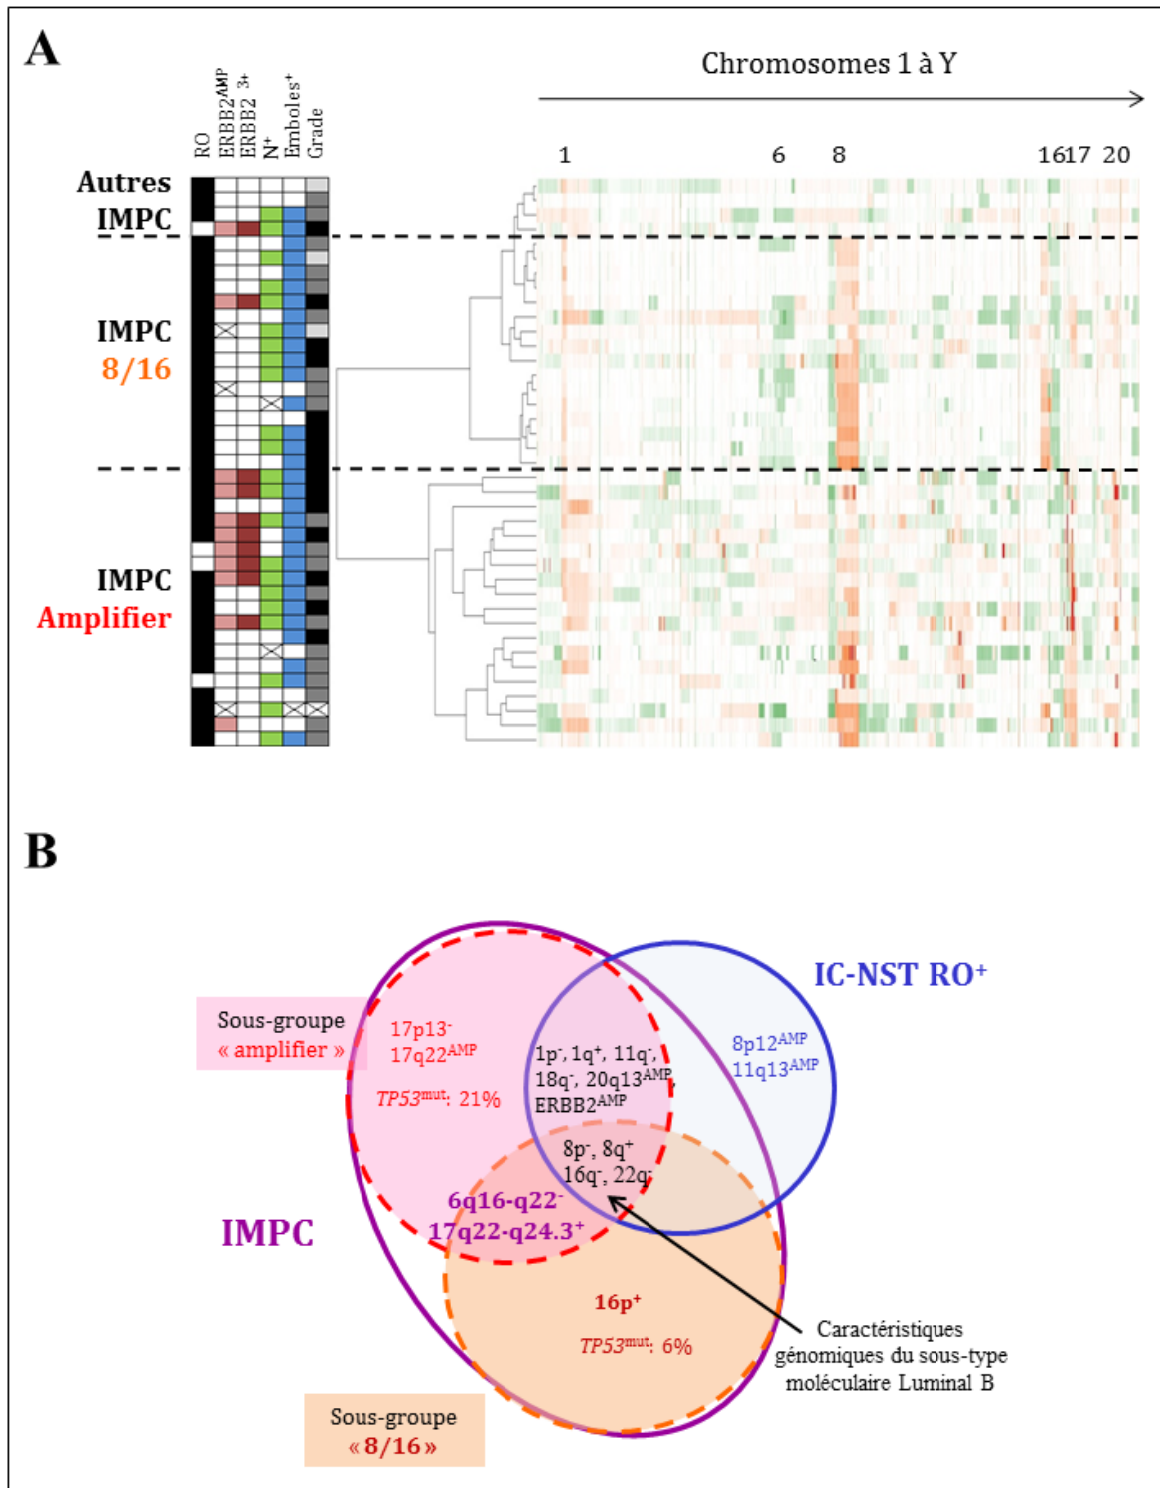 A
Chromosomes 1 à Y
RO
ERBB2AMP
ERBB2 3+
N+
Emboles+
Grade
1 6 8 16 17 20
Autres
IMPC
IMPC
8/16
IMPC
Amplifier
B
IC-NST RO+
Sous-groupe
« amplifier »
17p13-
17q22AMP
TP53mut: 21%
1p-, 1q+, 11q-,
18q-, 20q13AMP,
ERBB2AMP
8p12AMP
11q13AMP
8p-, 8q+
16q-, 22q-
6q16-q22-
17q22-q24.3+
IMPC
16p+
TP53mut: 6%
Caractéristiques
génomiques du sous-type
moléculaire Luminal B
Sous-groupe
« 8/16 »